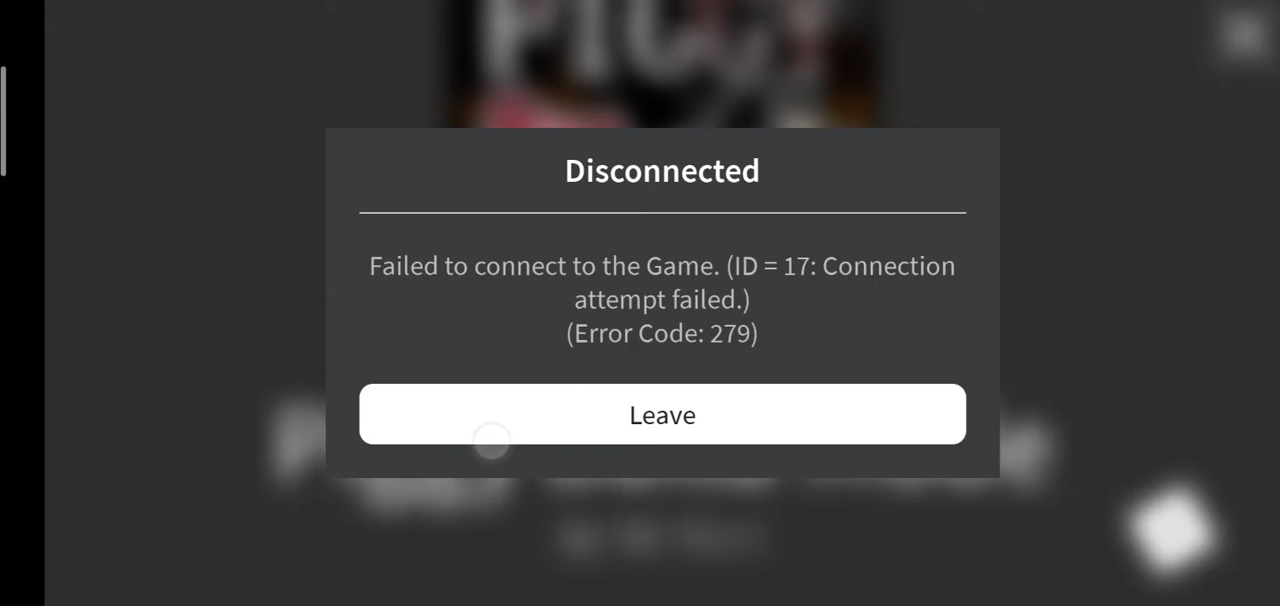 Disconnected
Failed to connect to the Game. (ID = 17: Connection
attempt failed.)
(Error Code: 279)
Leave